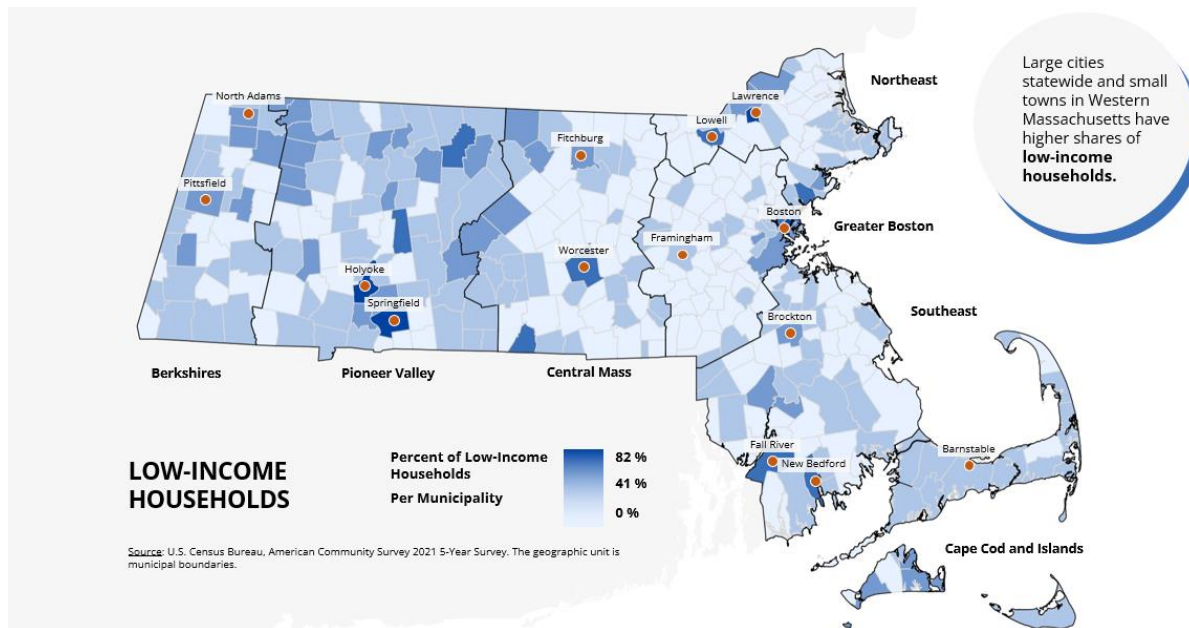 Large cities
statewide and small
towns in Western
Massachusetts have
higher shares of
low-income
households.
Northeast
North Adams
Lawrence
Lowell
Fitchburg
Pittsfield
Boston
Greater Boston
Framingham
Worcester
Holyoke
Springfield
Southeast
Brockton
Berkshires
Pioneer Valley
Central Mass
Fall River
New Bedford
Barnstable
Cape Cod and Islands
LOW-INCOME
HOUSEHOLDS
Percent of Low-Income
Households
Per Municipality
82 %
41 %
0 %
Source: U.S. Census Bureau, American Community Survey 2021 5-Year Survey. The geographic unit is
municipal boundaries.